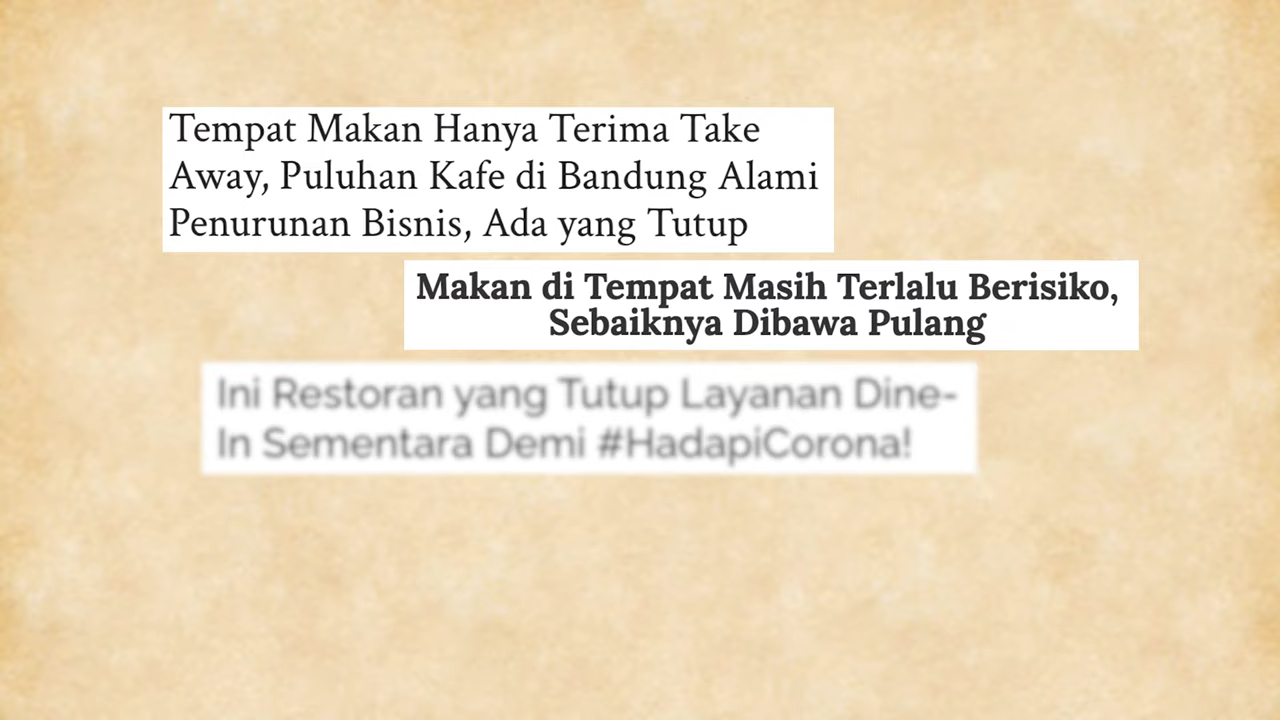 Tempat Makan Hanya Terima Take
Away, Puluhan Kafe di Bandung Alami
Penurunan Bisnis, Ada yang Tutup
Makan di Tempat Masih Terlalu Berisiko,
Sebaiknya Dibawa Pulang
Ini Restoran yang Tutup Layanan Dine-
In Sementara Demi #HadapiCorona!